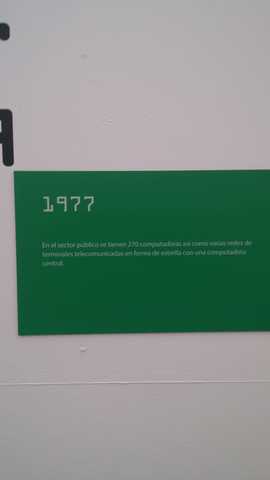 1977
En el sector público se tienen 270 computadoras así como varias redes de
terminales telecomunicadas en forma de estrella con una computadora
central.